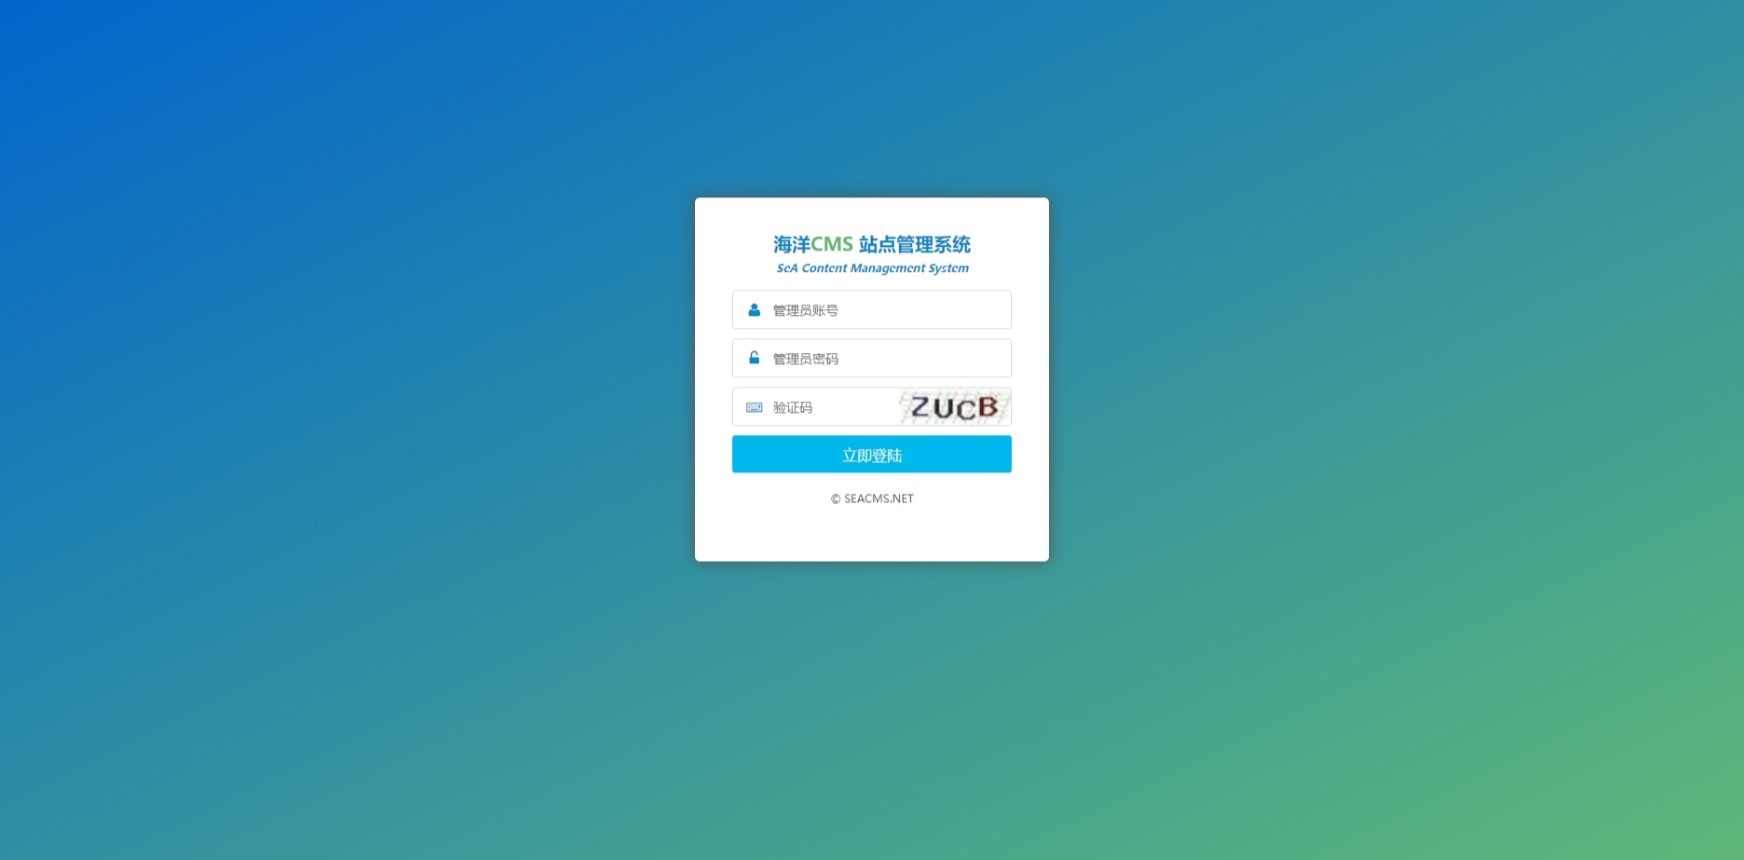 海洋CMS 站点管理系统
SeA Content Management System
管理员账号
管理员密码
验证码
ZUCB
立即登陆
© SEACMS.NET